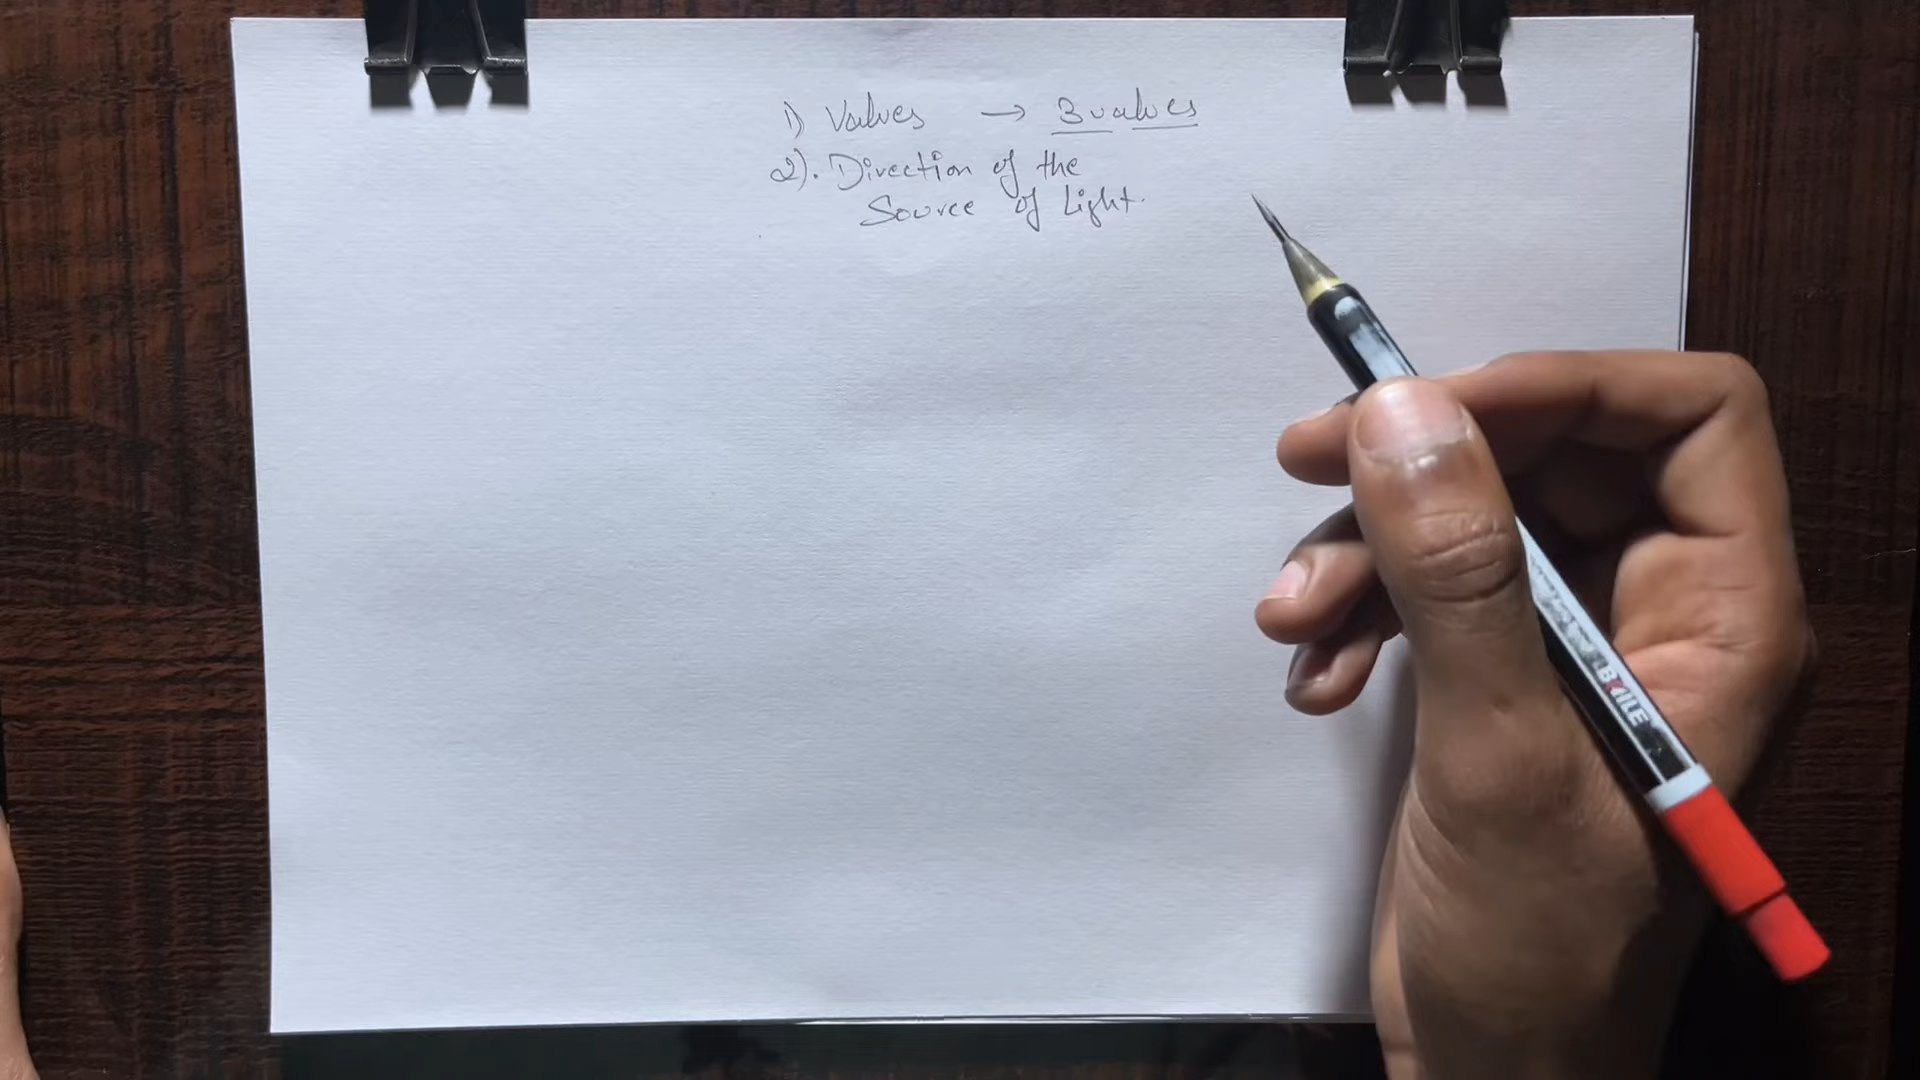 1) Values → 3 values
2). Direction of the
Source of Light.